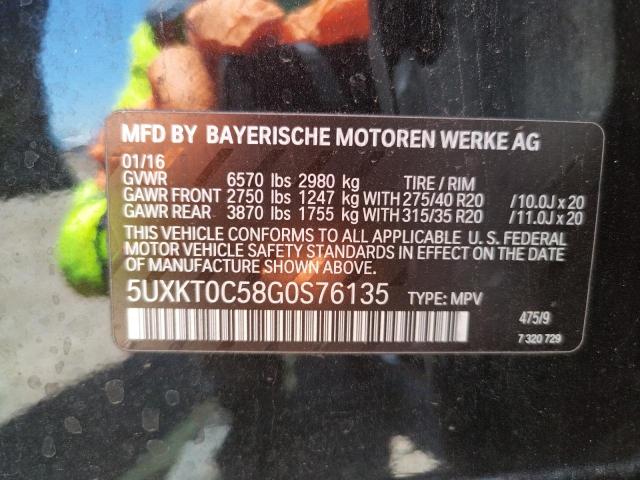 MFD BY BAYERISCHE MOTOREN WERKE AG
01/16
GVWR 6570 lbs 2980 kg TIRE / RIM
GAWR FRONT 2750 lbs 1247 kg WITH 275/40 R20 /10.0J x 20
GAWR REAR 3870 lbs 1755 kg WITH 315/35 R20 /11.0J x 20
THIS VEHICLE CONFORMS TO ALL APPLICABLE U.S. FEDERAL
MOTOR VEHICLE SAFETY STANDARDS IN EFFECT ON THE DATE
OF MANUFACTURE SHOWN ABOVE.
5UXKT0C58G0S76135 TYPE: MPV
475/9
7 320 729